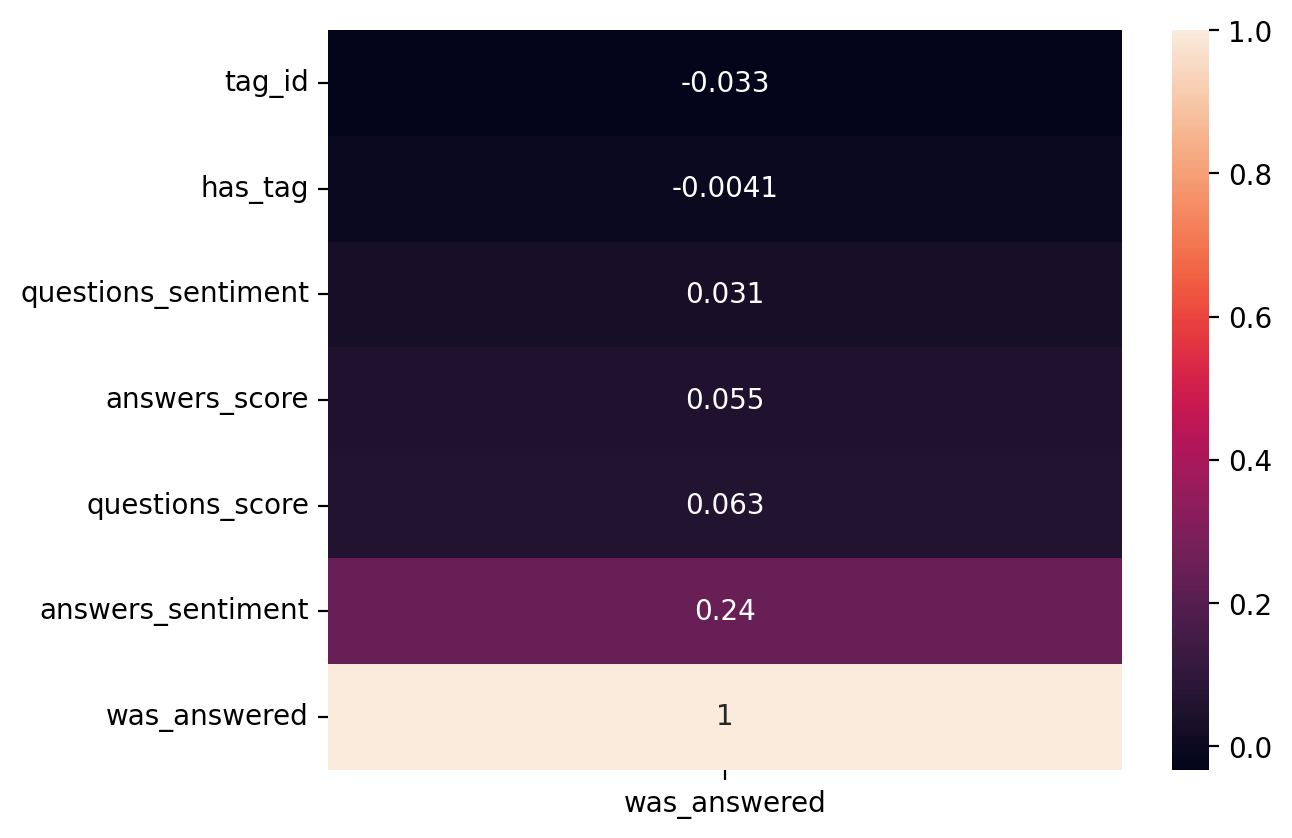 tag_id
-0.033
has_tag
-0.0041
questions_sentiment
0.031
answers_score
0.055
questions_score
0.063
answers_sentiment
0.24
was_answered
1
was_answered
1.0
0.8
0.6
0.4
0.2
0.0